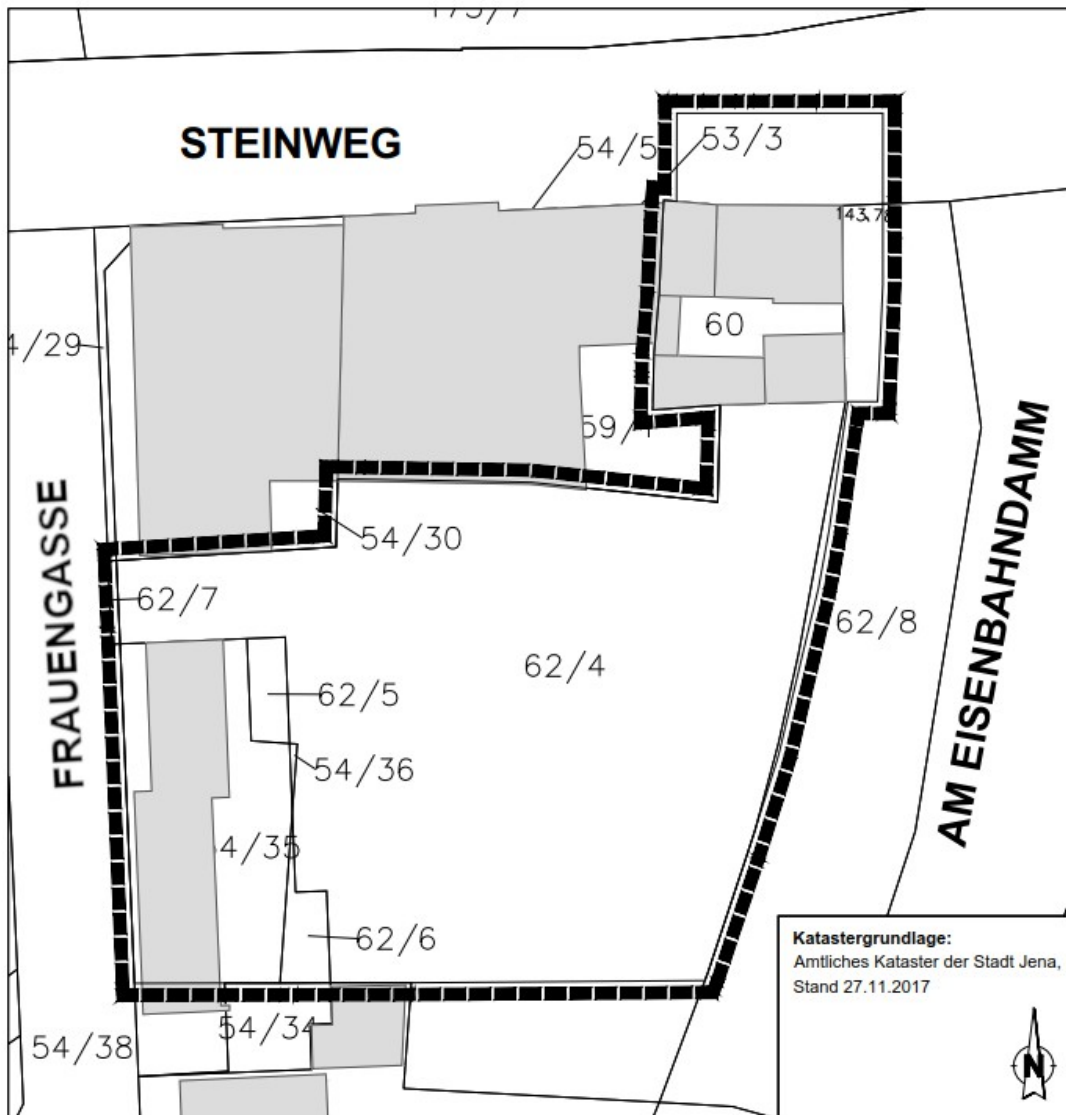 STEINWEG
54/5
53/3
143.78
4/29
60
59/
54/30
62/7
62/8
FRAUENGASSE
62/4
AM EISENBAHNDAMM
62/5
54/36
4/35
62/6
Katastergrundlage:
Amtliches Kataster der Stadt Jena,
Stand 27.11.2017
54/34
54/38
N